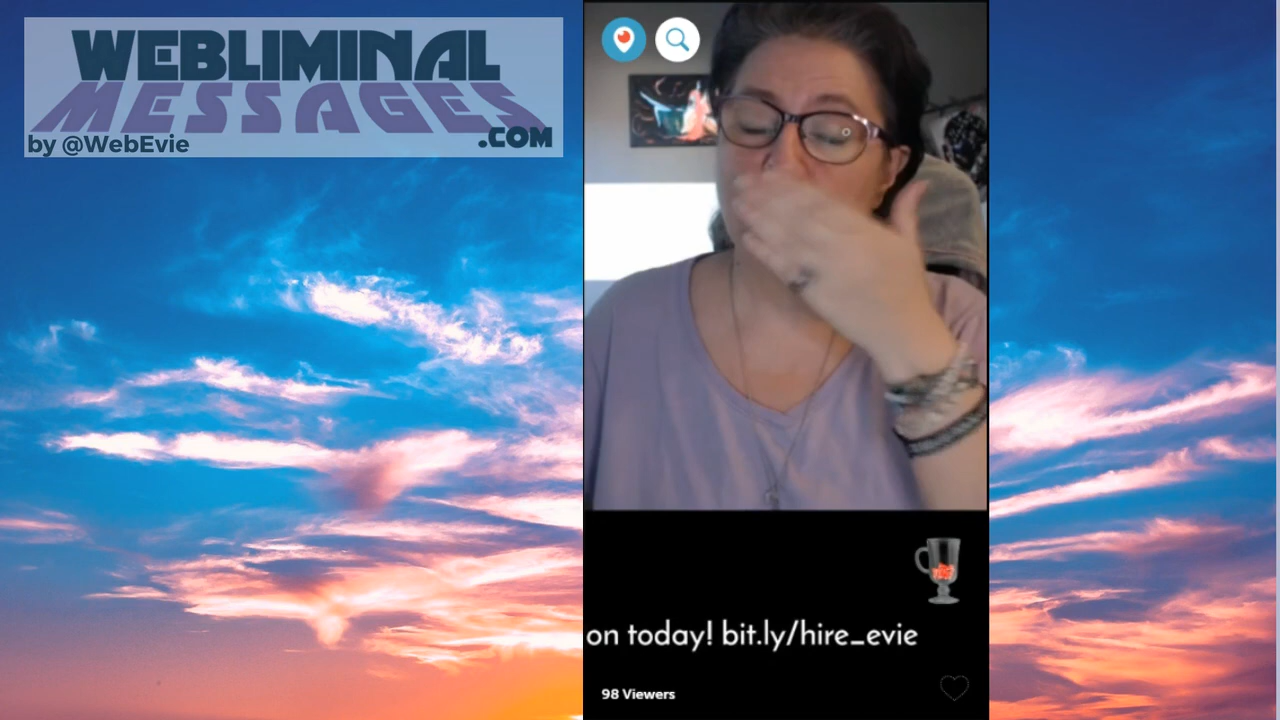 WEBLIMINAL
MESSAGES
.COM
by @WebEvie
on today! bit.ly/hire_evie
98 Viewers